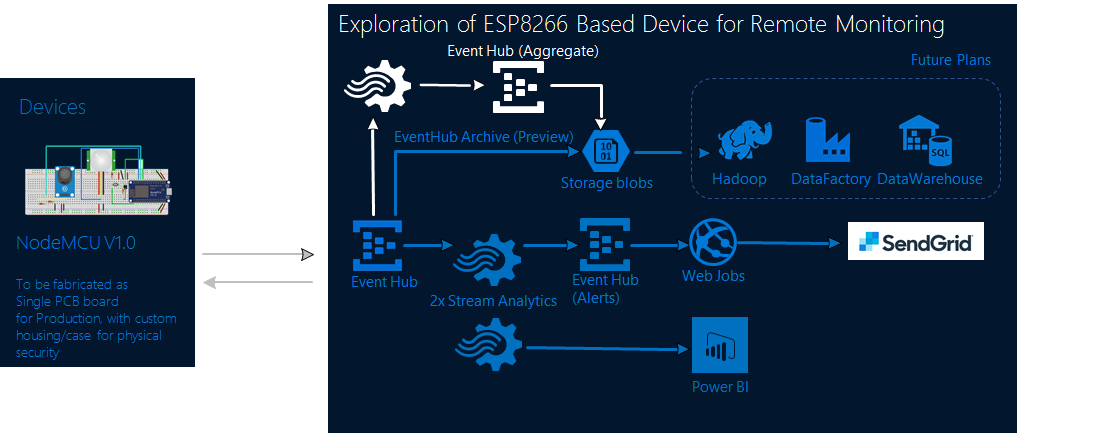 Exploration of ESP8266 Based Device for Remote Monitoring
Event Hub (Aggregate)
Future Plans
Devices
EventHub Archive (Preview)
10
01
SQL
Storage blobs
Hadoop
DataFactory
DataWarehouse
NodeMCU V1.0
SendGrid
Event Hub
Web Jobs
Event Hub
(Alerts)
To be fabricated as
Single PCB board
for Production, with custom
housing/case for physical
security
2x Stream Analytics
Power BI